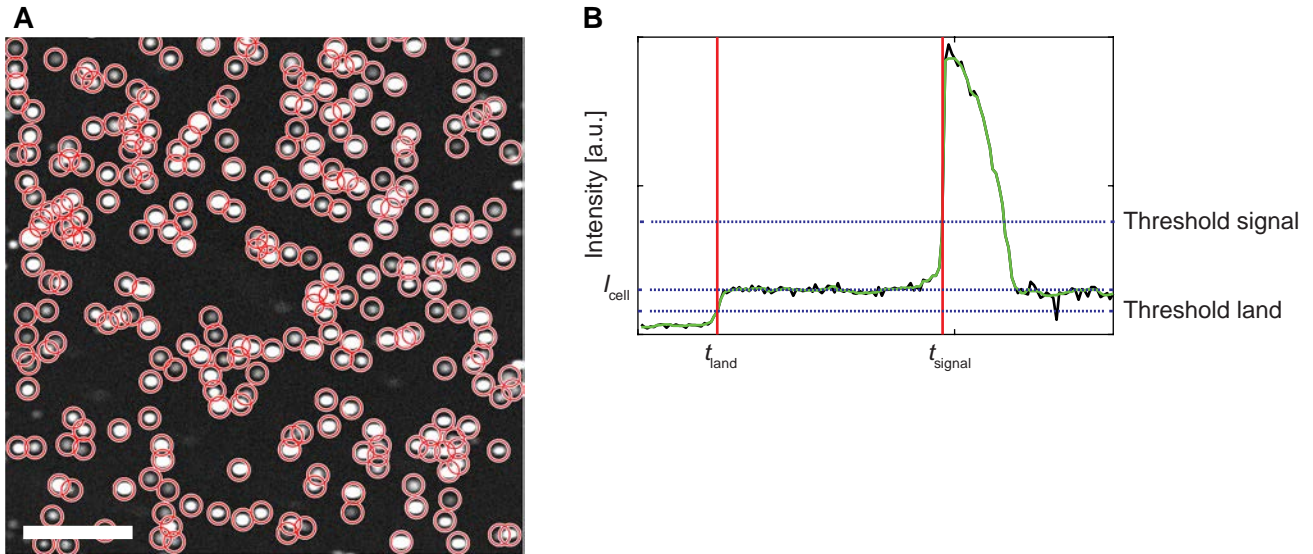 A
B
Intensity [a.u.]
Threshold signal
I cell
Threshold land
t land
t signal